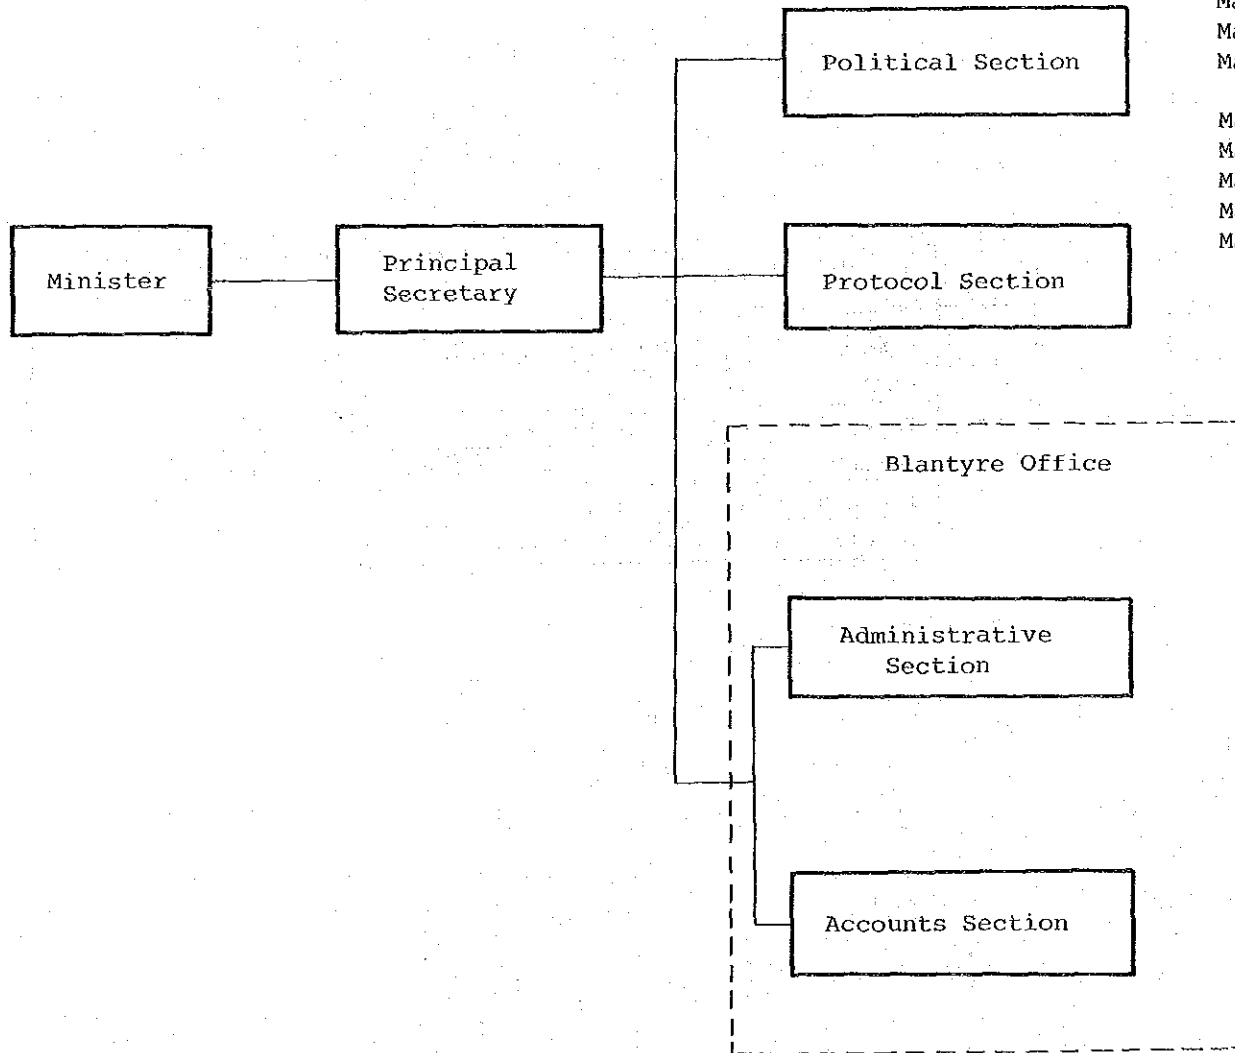 Political Section
Minister
Principal
Secretary
Protocol Section
Blantyre Office
Administrative
Section
Accounts Section